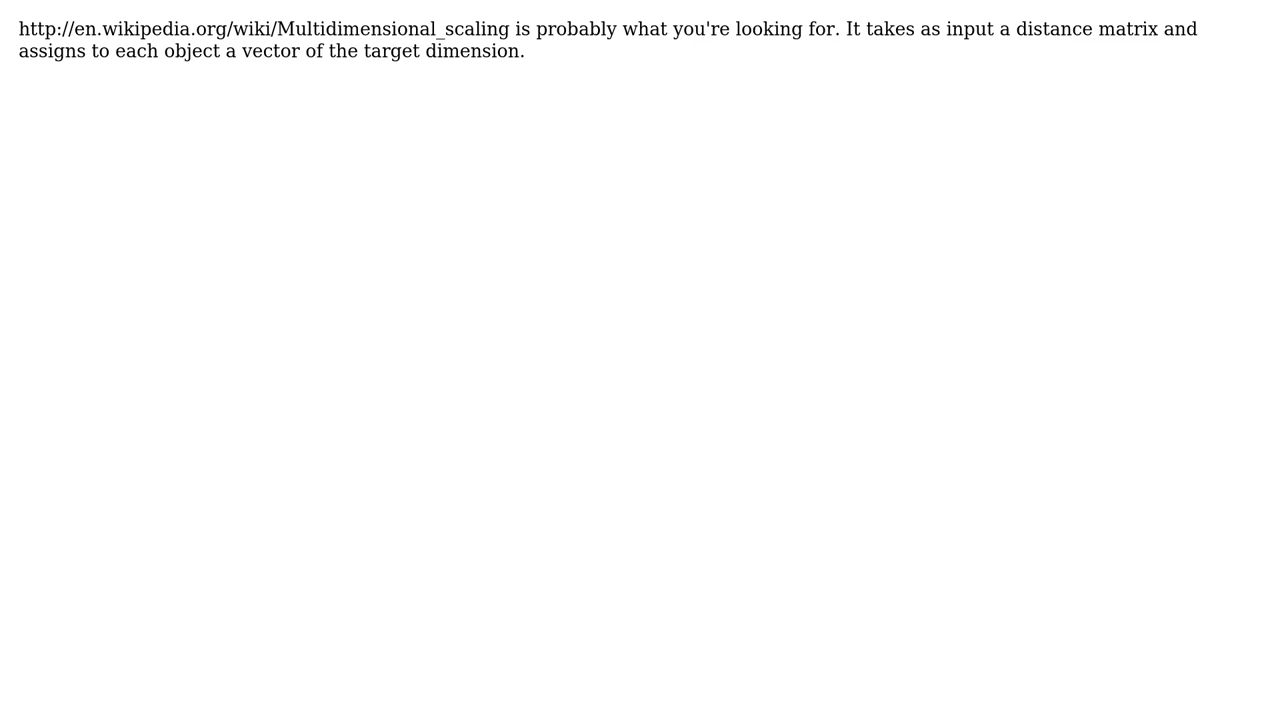 http://en.wikipedia.org/wiki/Multidimensional_scaling is probably what you're looking for. It takes as input a distance matrix and
assigns to each object a vector of the target dimension.